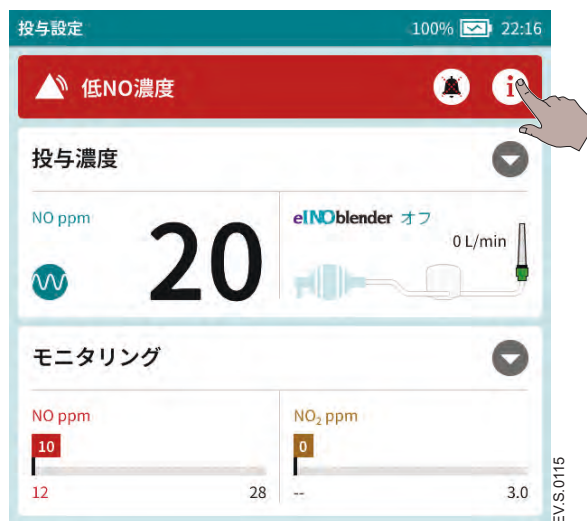 投与設定 100% 22:16
低NO濃度 i
投与濃度
NO ppm 20
eINOblender オフ
0 L/min
モニタリング
NO ppm
10
12 28
NO₂ ppm
0
-- 3.0
EV.S.0115